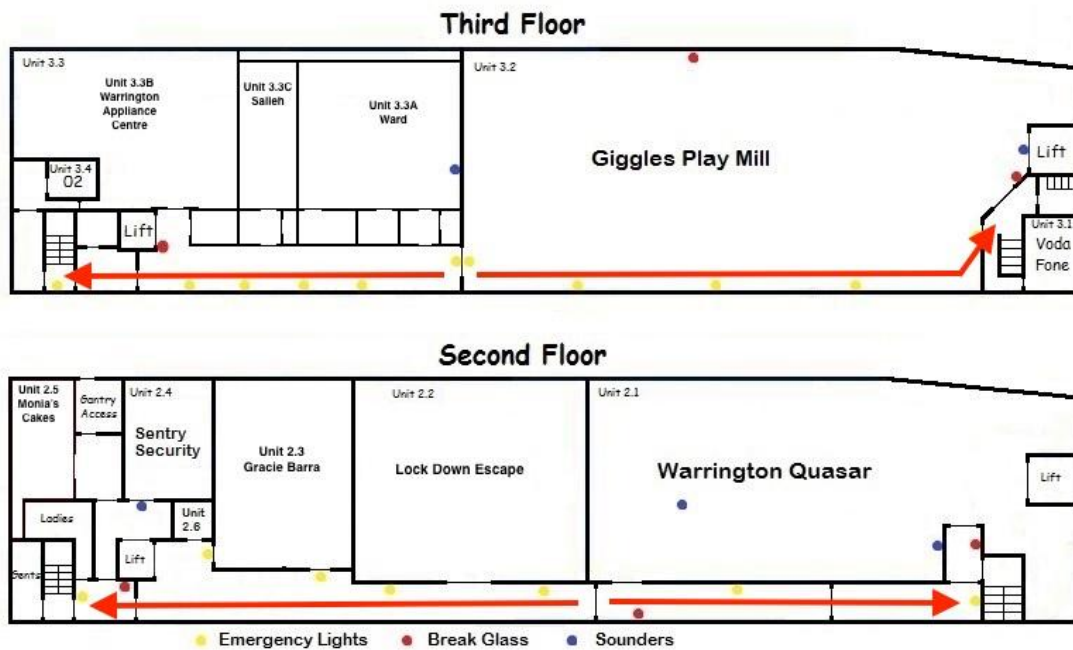 Third Floor
Unit 3.3
Unit 3.3B
Warrington
Appliance
Centre
Unit 3.3C
Salleh
Unit 3.3A
Ward
Unit 3.2
Giggles Play Mill
Unit 3.4
O2
Lift
Lift
Unit 3.1
Voda
Fone
Second Floor
Unit 2.5
Monia's
Cakes
Gantry
Access
Unit 2.4
Sentry
Security
Unit 2.3
Gracie Barra
Unit 2.2
Lock Down Escape
Unit 2.1
Warrington Quasar
Lift
Ladies
Unit
2.6
Lift
Gents
Emergency Lights
Break Glass
Sounders